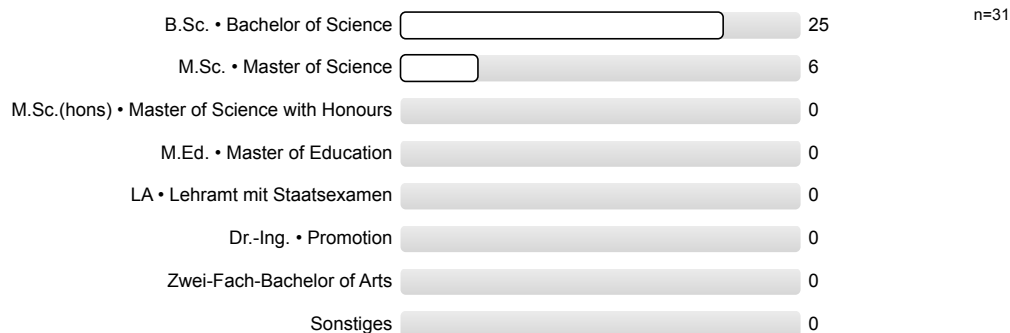 B.Sc. • Bachelor of Science 25 n=31
M.Sc. • Master of Science 6
M.Sc.(hons) • Master of Science with Honours 0
M.Ed. • Master of Education 0
LA • Lehramt mit Staatsexamen 0
Dr.-Ing. • Promotion 0
Zwei-Fach-Bachelor of Arts 0
Sonstiges 0